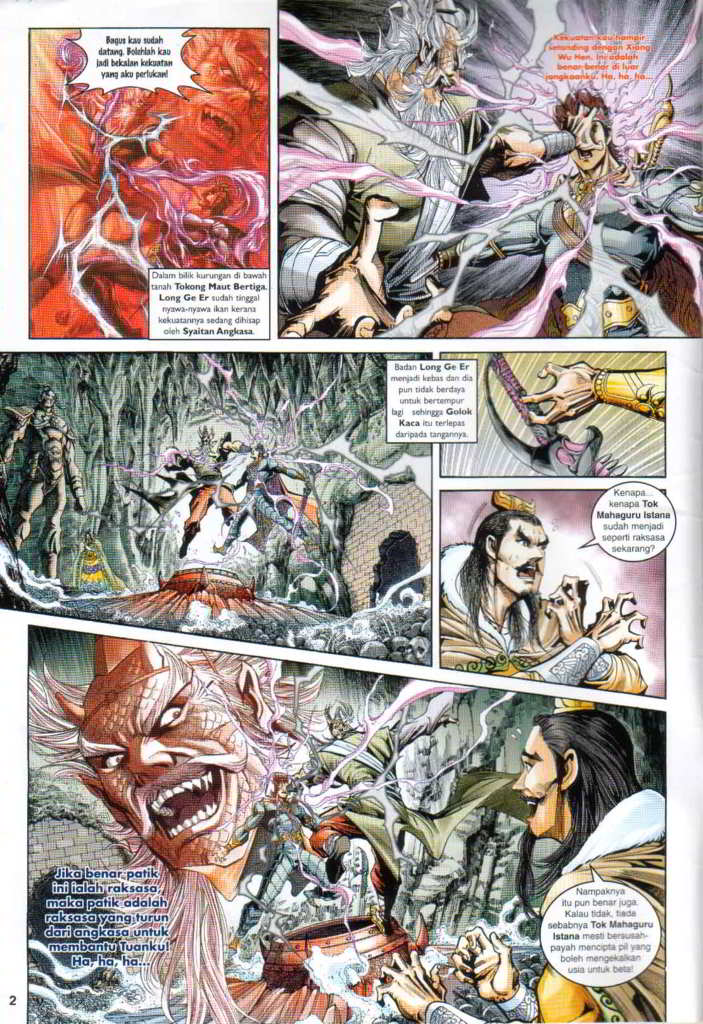 Bagus kau sudah
datang. Bolehlah kau
jadi bekalan kekuatan
yang aku perlukan!
Dalam bilik kurungan di bawah
tanah Tokong Maut Bertiga,
Long Ge Er sudah tinggal
nyawa-nyawa ikan kerana
kekuatannya sedang dihisap
oleh Syaitan Angkasa.
Kekuatan kau hampir
setanding dengan Xiang
Wu Hen. Ini adalah
benar-benar di luar
jangkaanku. Ha, ha, ha...
Badan Long Ge Er
menjadi kebas dan dia
pun tidak berdaya
untuk bertempur
lagi sehingga Golok
Kaca itu terlepas
daripada tangannya.
Kenapa...
kenapa Tok
Mahaguru Istana
sudah menjadi
seperti raksasa
sekarang?
Jika benar patik
ini ialah raksasa,
maka patik adalah
raksasa yang turun
dari angkasa untuk
membantu Tuanku!
Ha, ha, ha...
Nampaknya
itu pun benar juga.
Kalau tidak, tiada
sebabnya Tok Mahaguru
Istana mesti bersusah-
payah mencipta pil yang
boleh mengekalkan
usia untuk beta!
2